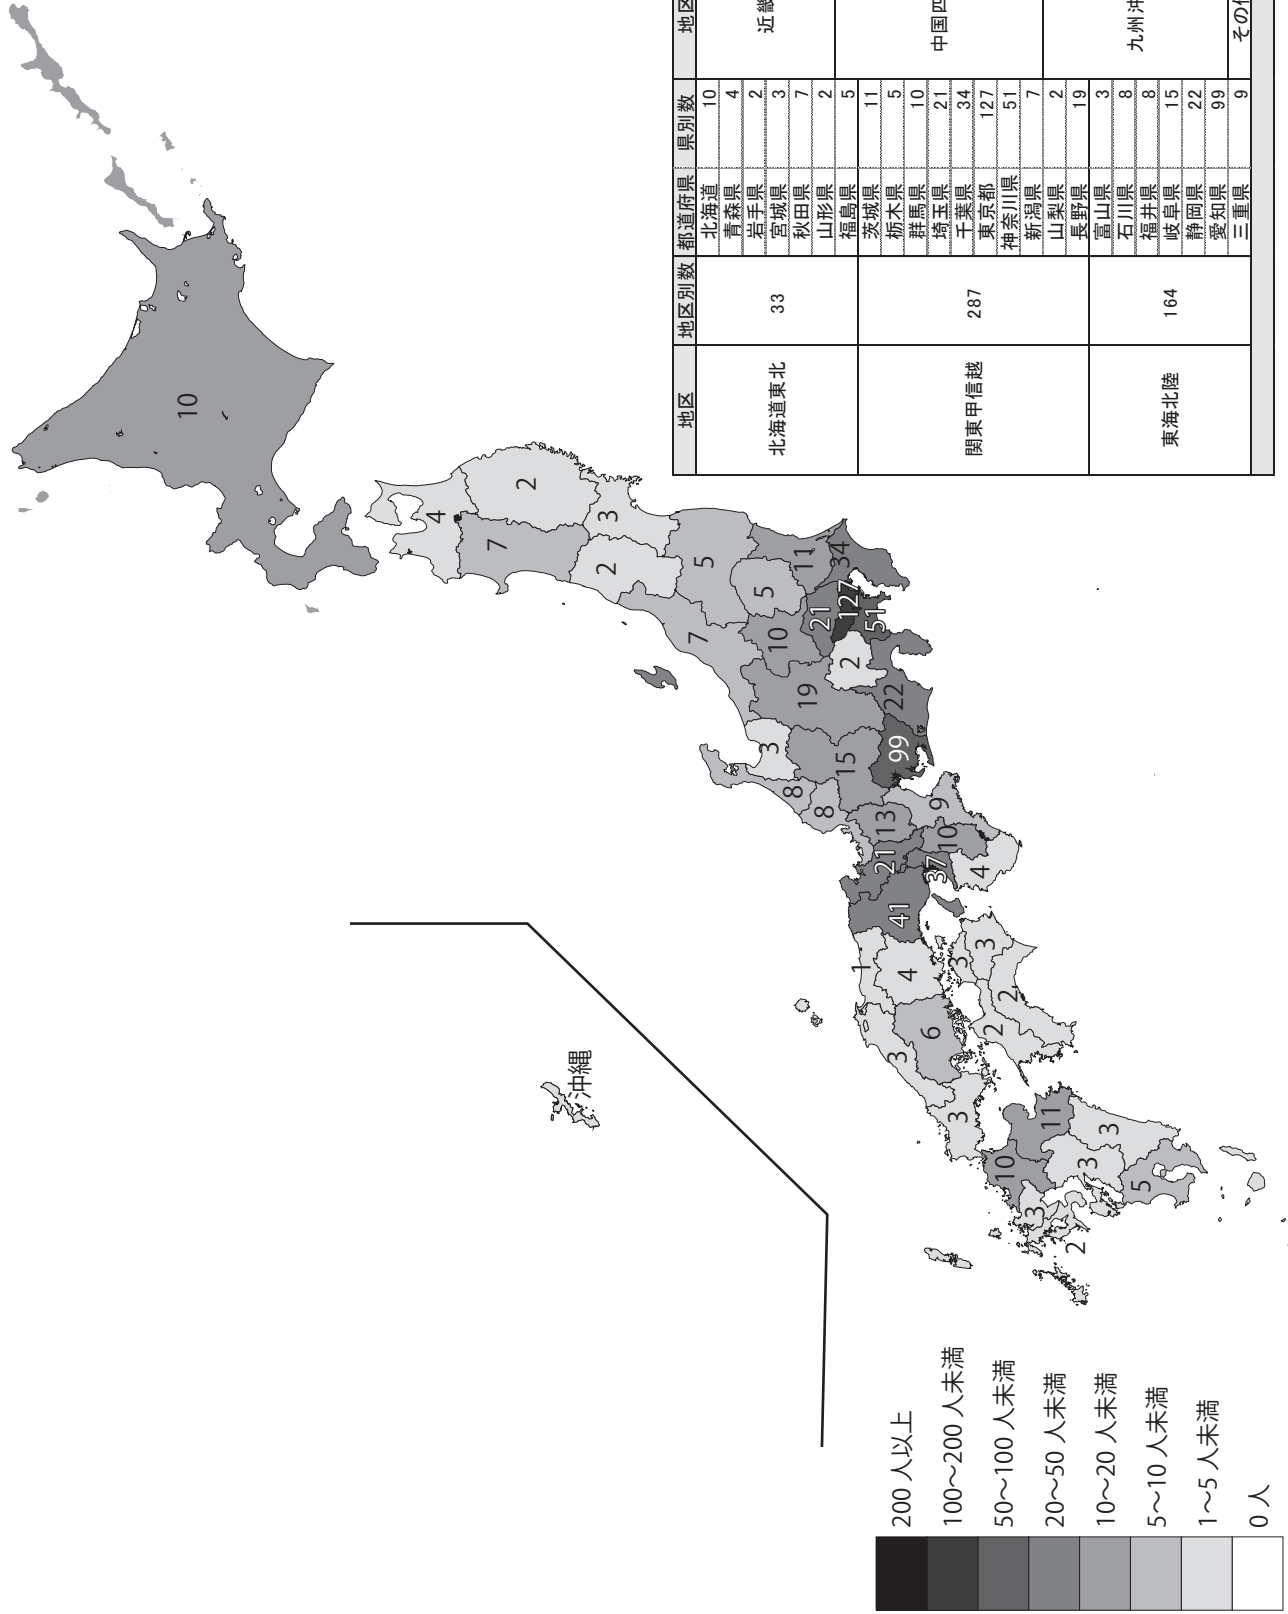 10
4
7
2
2
3
沖縄
7
5
5
11
10
21
34
127
51
2
19
22
3
15
99
8
8
13
9
21
10
37
4
41
1
4
3
6
3
3
3
2
2
10
11
3
2
3
3
5
200 人以上
100〜200 人未満
50〜100 人未満
20〜50 人未満
10〜20 人未満
5〜10 人未満
1〜5 人未満
0 人
地区 地区別数 都道府県 県別数 地区
北海道東北 33 北海道 10
青森県 4
岩手県 2
宮城県 3
秋田県 7
山形県 2
福島県 5
関東甲信越 287 茨城県 11
栃木県 5
群馬県 10
埼玉県 21
千葉県 34
東京都 127
神奈川県 51
新潟県 7
山梨県 2
長野県 19
東海北陸 164 富山県 3
石川県 8
福井県 8
岐阜県 15
静岡県 22
愛知県 99
三重県 9
近畿
中国四
九州沖
その